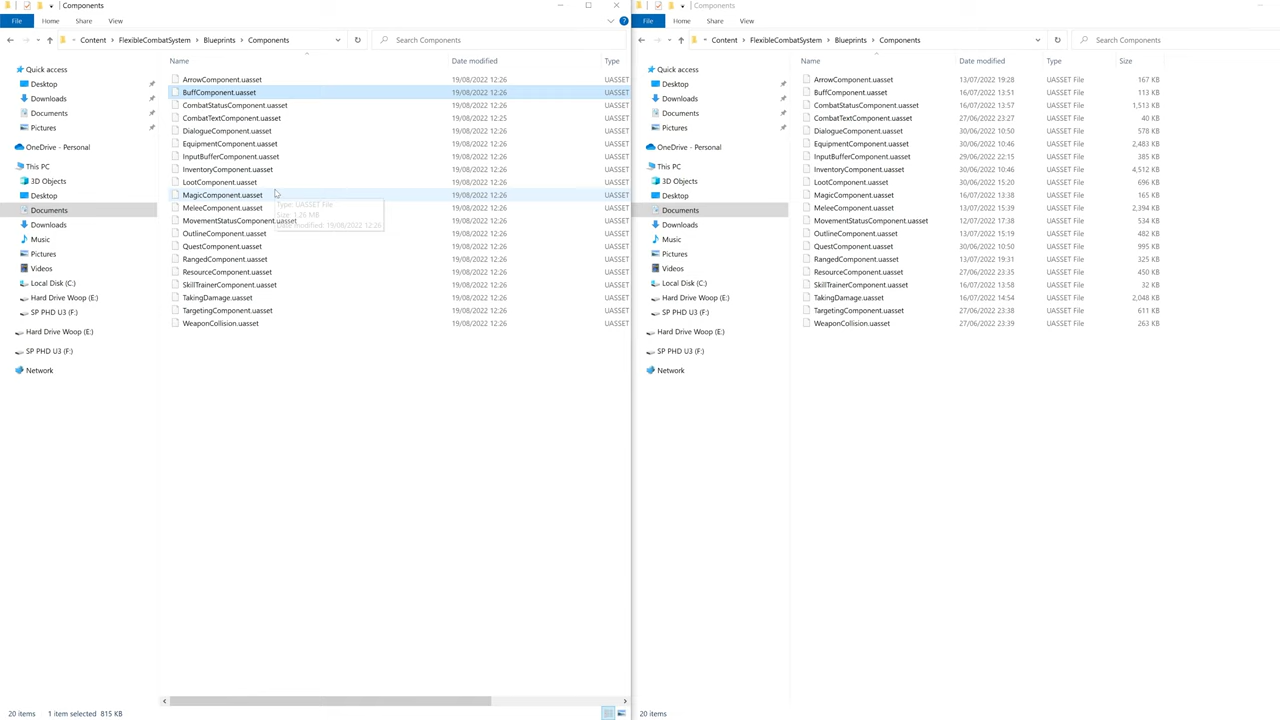 Components
File Home Share View
Content FlexibleCombatSystem Blueprints Components
Search Components
Name Date modified Type
Quick access
Desktop
Downloads
Documents
Pictures
OneDrive - Personal
This PC
3D Objects
Desktop
Documents
Downloads
Music
Pictures
Videos
Local Disk (C:)
Hard Drive Woop (E:)
SP PHD U3 (F:)
Hard Drive Woop (E:)
SP PHD U3 (F:)
Network
ArrowComponent.uasset 19/08/2022 12:26 UASSET
BuffComponent.uasset 19/08/2022 12:26 UASSET
CombatStatusComponent.uasset 19/08/2022 12:26 UASSET
CombatTextComponent.uasset 19/08/2022 12:25 UASSET
DialogueComponent.uasset 19/08/2022 12:26 UASSET
EquipmentComponent.uasset 19/08/2022 12:26 UASSET
InputBufferComponent.uasset 19/08/2022 12:26 UASSET
InventoryComponent.uasset 19/08/2022 12:26 UASSET
LootComponent.uasset 19/08/2022 12:26 UASSET
MagicComponent.uasset 19/08/2022 12:26 UASSET
MeleeComponent.uasset 19/08/2022 12:26 UASSET
MovementStatusComponent.uasset 19/08/2022 12:26 UASSET
OutlineComponent.uasset 19/08/2022 12:26 UASSET
QuestComponent.uasset 19/08/2022 12:26 UASSET
RangedComponent.uasset 19/08/2022 12:26 UASSET
ResourceComponent.uasset 19/08/2022 12:26 UASSET
SkillTrainerComponent.uasset 19/08/2022 12:26 UASSET
TakingDamage.uasset 19/08/2022 12:26 UASSET
TargetingComponent.uasset 19/08/2022 12:26 UASSET
WeaponCollision.uasset 19/08/2022 12:26 UASSET
Type: UASSET File
Size: 1.26 MB
Date modified: 19/08/2022 12:26
20 items 1 item selected 815 KB
Components
File Home Share View
Content FlexibleCombatSystem Blueprints Components
Search Components
Name Date modified Type Size
Quick access
Desktop
Downloads
Documents
Pictures
OneDrive - Personal
This PC
3D Objects
Desktop
Documents
Downloads
Music
Pictures
Videos
Local Disk (C:)
Hard Drive Woop (E:)
SP PHD U3 (F:)
Hard Drive Woop (E:)
SP PHD U3 (F:)
Network
ArrowComponent.uasset 13/07/2022 19:28 UASSET File 167 KB
BuffComponent.uasset 16/07/2022 13:51 UASSET File 113 KB
CombatStatusComponent.uasset 16/07/2022 13:57 UASSET File 1,513 KB
CombatTextComponent.uasset 27/06/2022 23:27 UASSET File 40 KB
DialogueComponent.uasset 30/06/2022 10:50 UASSET File 578 KB
EquipmentComponent.uasset 30/06/2022 10:46 UASSET File 2,483 KB
InputBufferComponent.uasset 29/06/2022 22:15 UASSET File 385 KB
InventoryComponent.uasset 30/06/2022 10:46 UASSET File 4,512 KB
LootComponent.uasset 30/06/2022 15:20 UASSET File 696 KB
MagicComponent.uasset 16/07/2022 13:38 UASSET File 165 KB
MeleeComponent.uasset 13/07/2022 15:39 UASSET File 2,394 KB
MovementStatusComponent.uasset 12/07/2022 17:38 UASSET File 534 KB
OutlineComponent.uasset 13/07/2022 15:19 UASSET File 482 KB
QuestComponent.uasset 30/06/2022 10:50 UASSET File 995 KB
RangedComponent.uasset 13/07/2022 19:31 UASSET File 325 KB
ResourceComponent.uasset 27/06/2022 23:35 UASSET File 450 KB
SkillTrainerComponent.uasset 16/07/2022 13:58 UASSET File 32 KB
TakingDamage.uasset 16/07/2022 14:54 UASSET File 2,048 KB
TargetingComponent.uasset 27/06/2022 23:38 UASSET File 611 KB
WeaponCollision.uasset 27/06/2022 23:39 UASSET File 263 KB
20 items